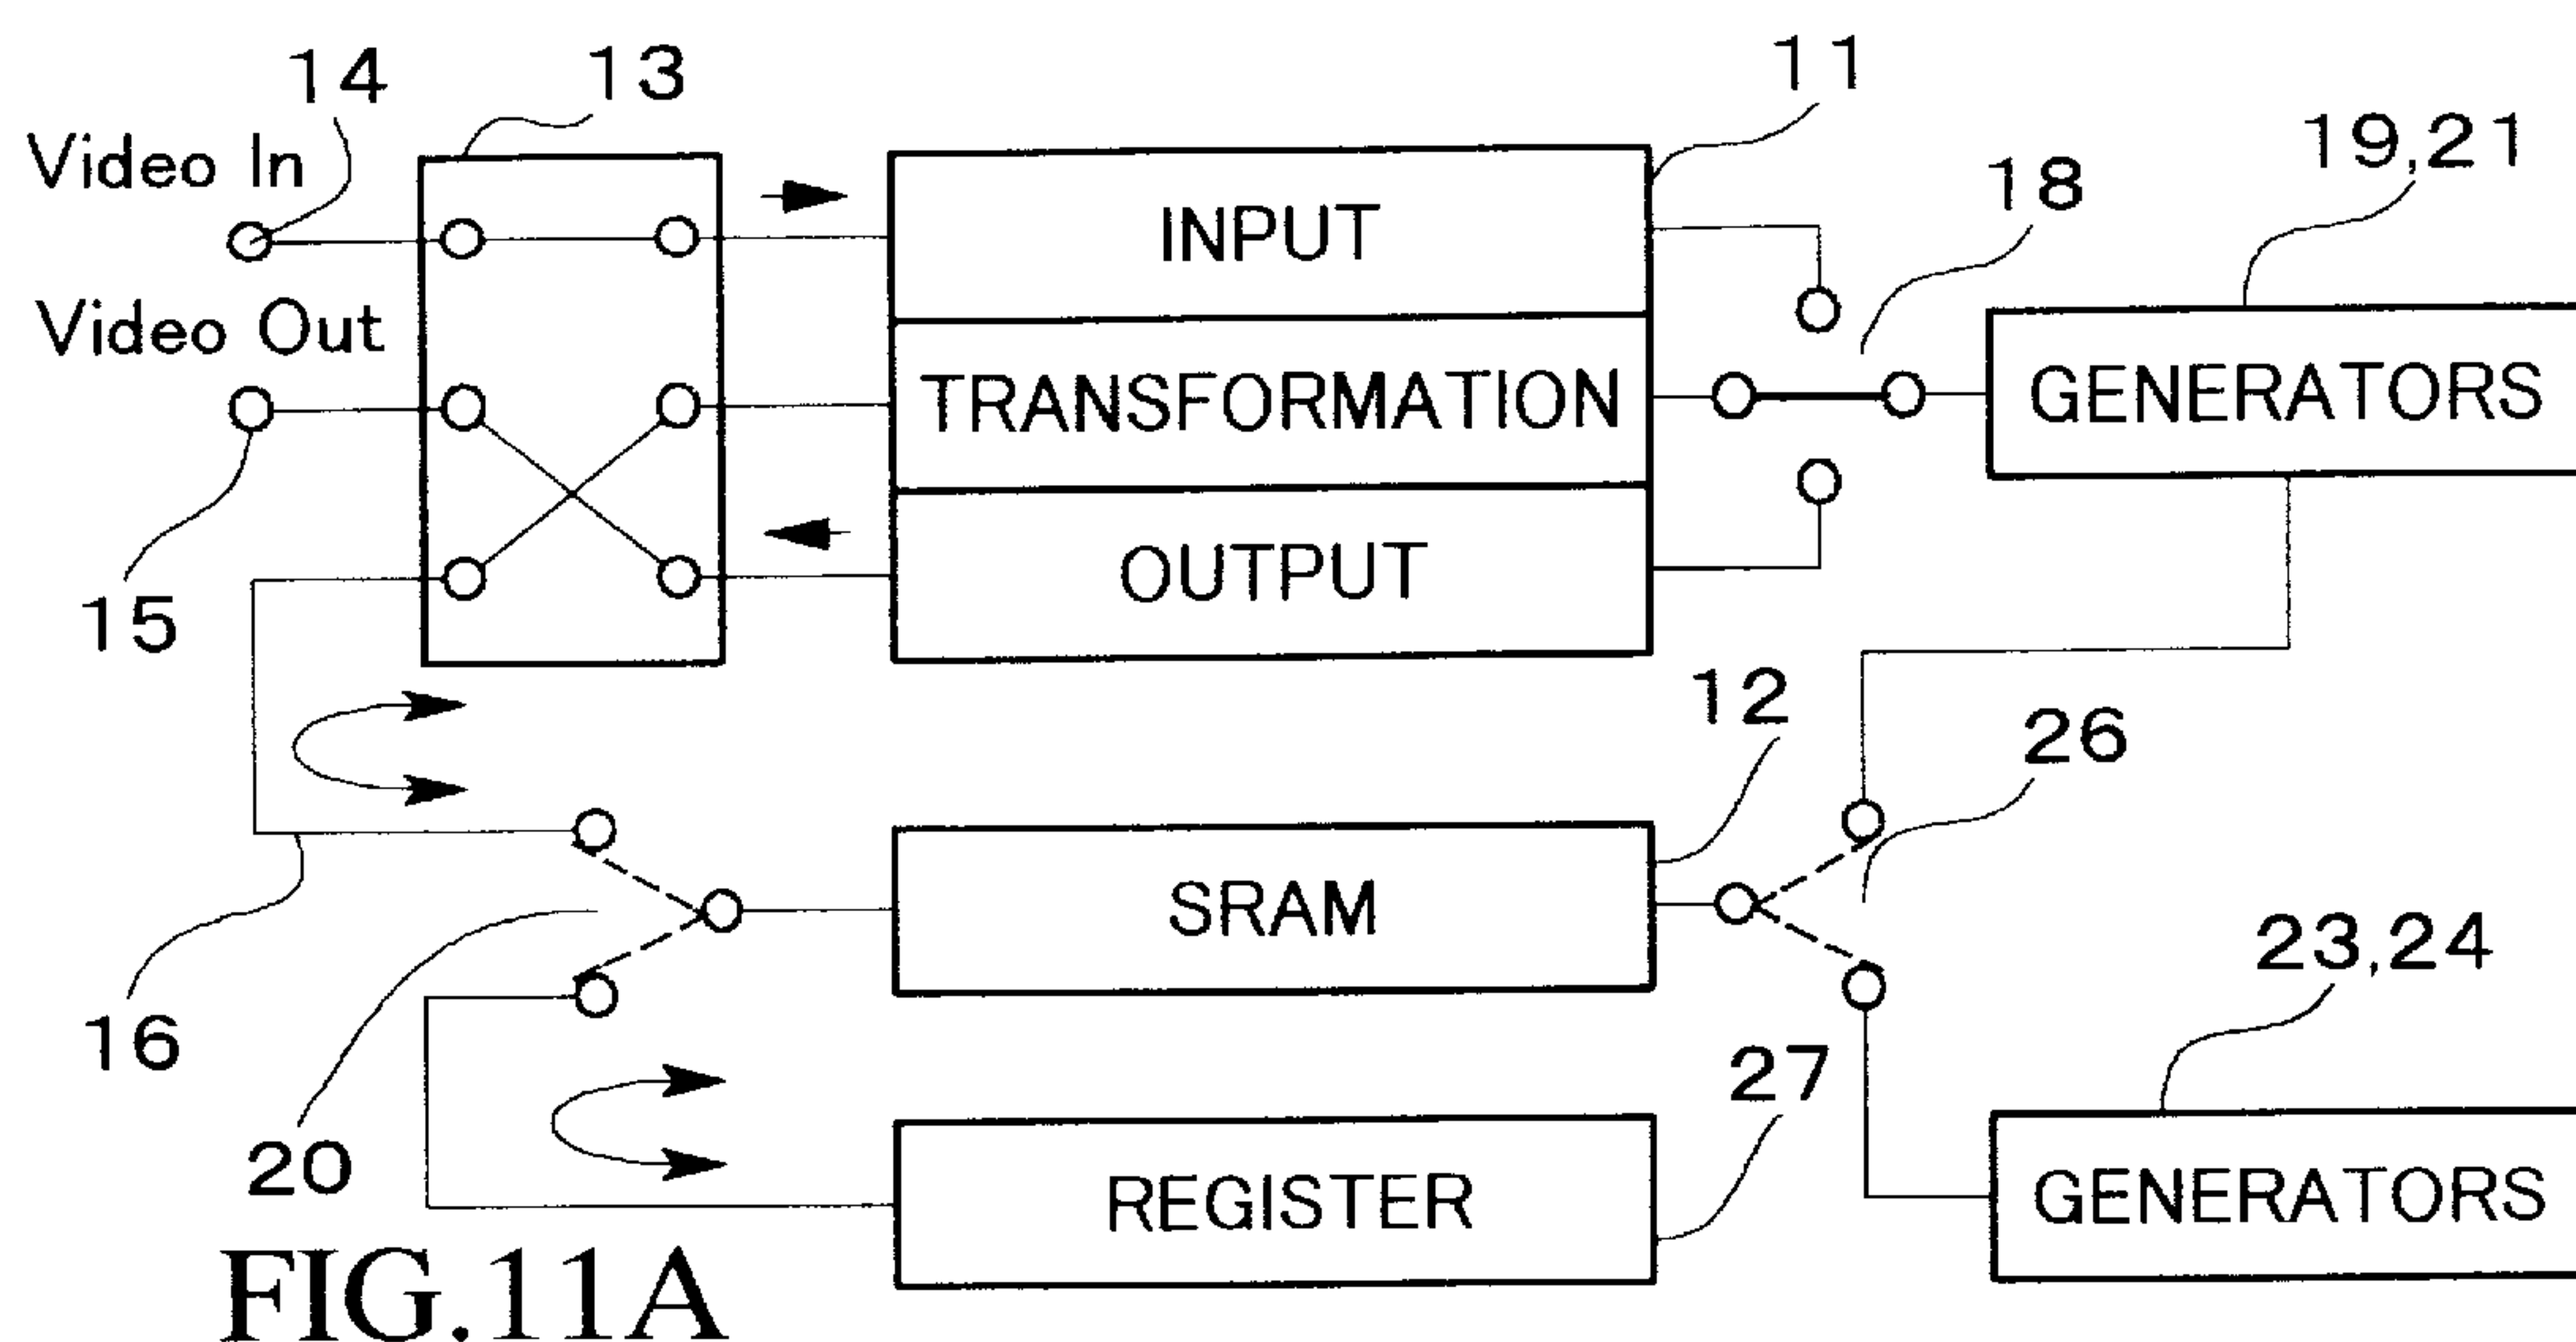 14
13
11
Video In
19,21
18
INPUT
Video Out
TRANSFORMATION
GENERATORS
OUTPUT
15
12
26
SRAM
23,24
16
27
20
REGISTER
GENERATORS
FIG.11A